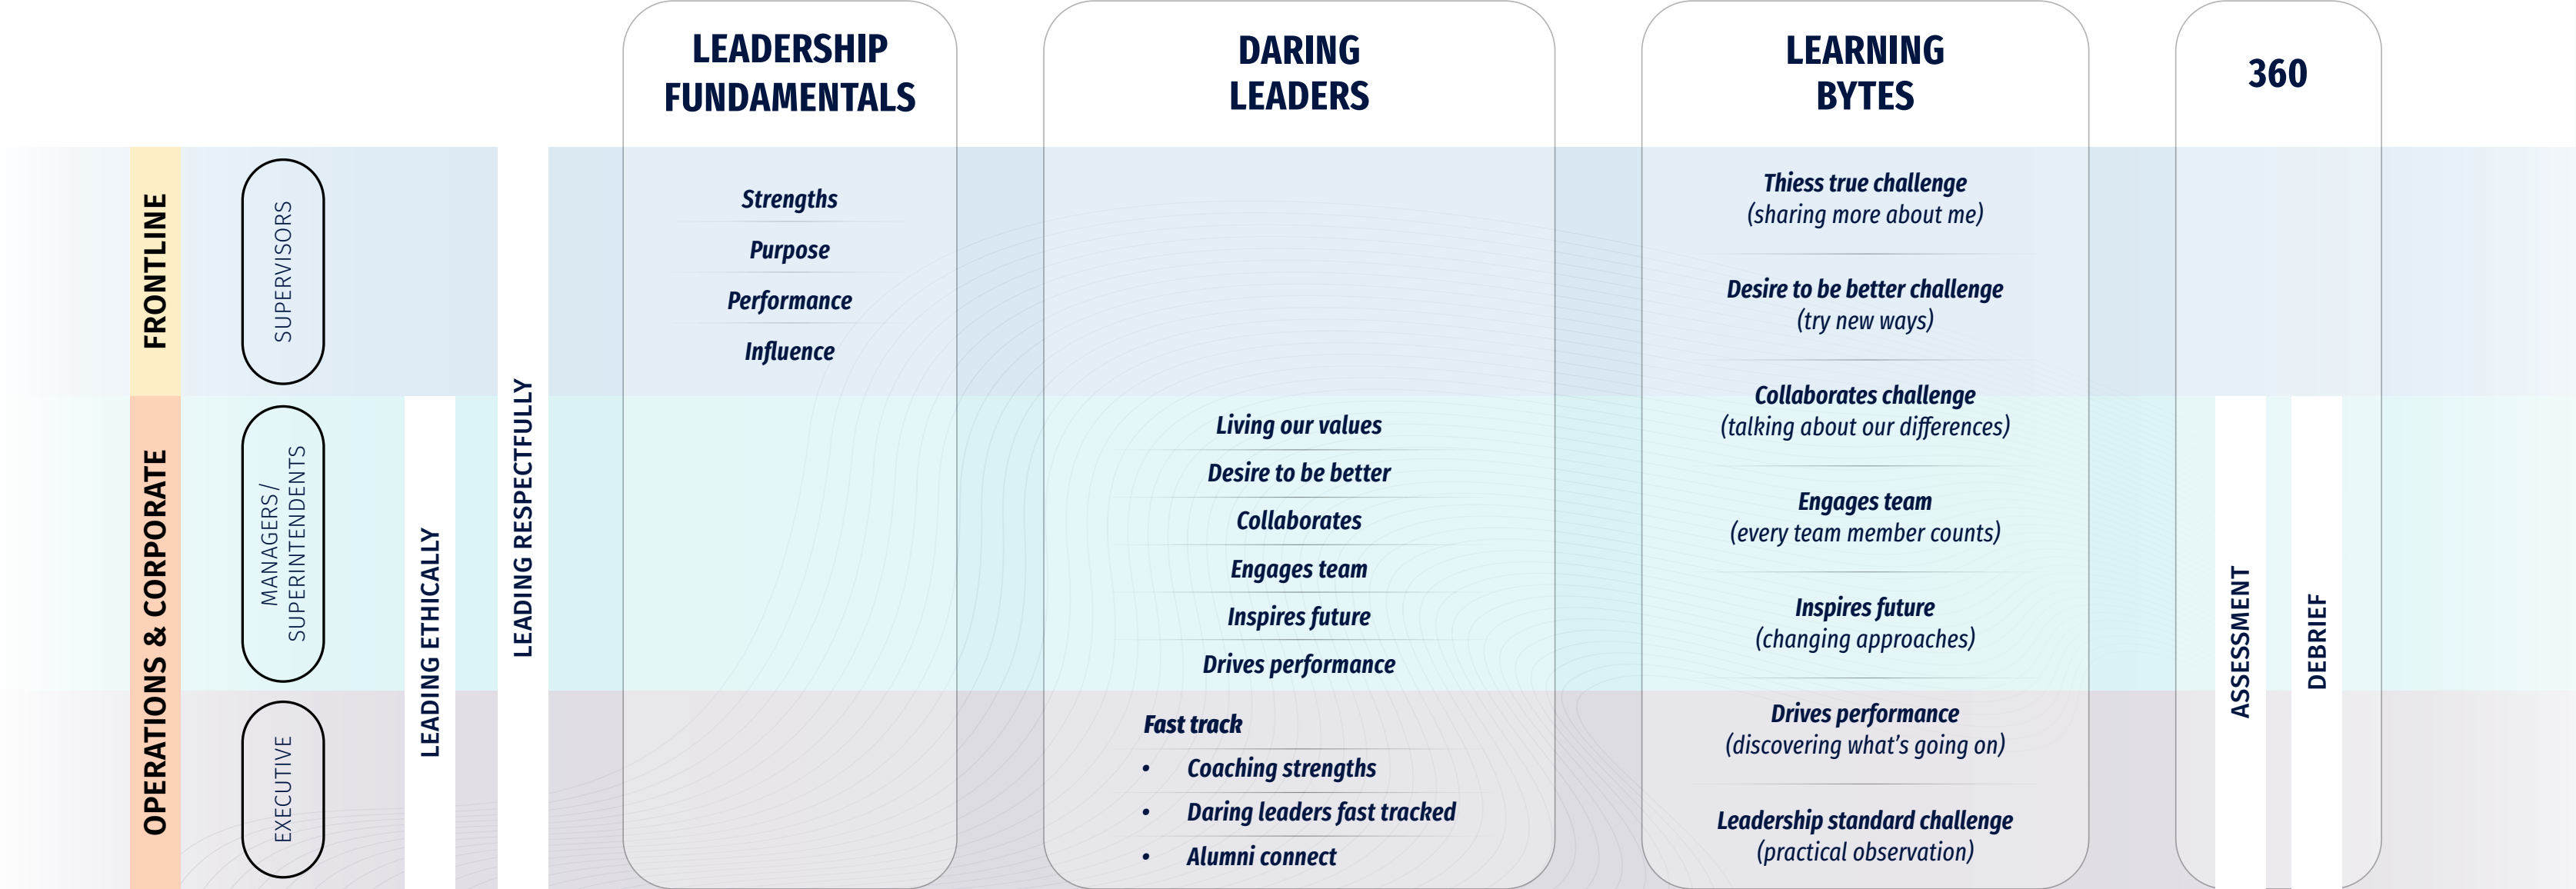 LEADERSHIP
FUNDAMENTALS
DARING
LEADERS
LEARNING
BYTES
360
FRONTLINE
SUPERVISORS
OPERATIONS & CORPORATE
MANAGERS/
SUPERINTENDENTS
EXECUTIVE
LEADING ETHICALLY
LEADING RESPECTFULLY
Strengths
Purpose
Performance
Influence
Living our values
Desire to be better
Collaborates
Engages team
Inspires future
Drives performance
Fast track
• Coaching strengths
• Daring leaders fast tracked
• Alumni connect
Thiess true challenge
(sharing more about me)
Desire to be better challenge
(try new ways)
Collaborates challenge
(talking about our differences)
Engages team
(every team member counts)
Inspires future
(changing approaches)
Drives performance
(discovering what’s going on)
Leadership standard challenge
(practical observation)
ASSESSMENT
DEBRIEF